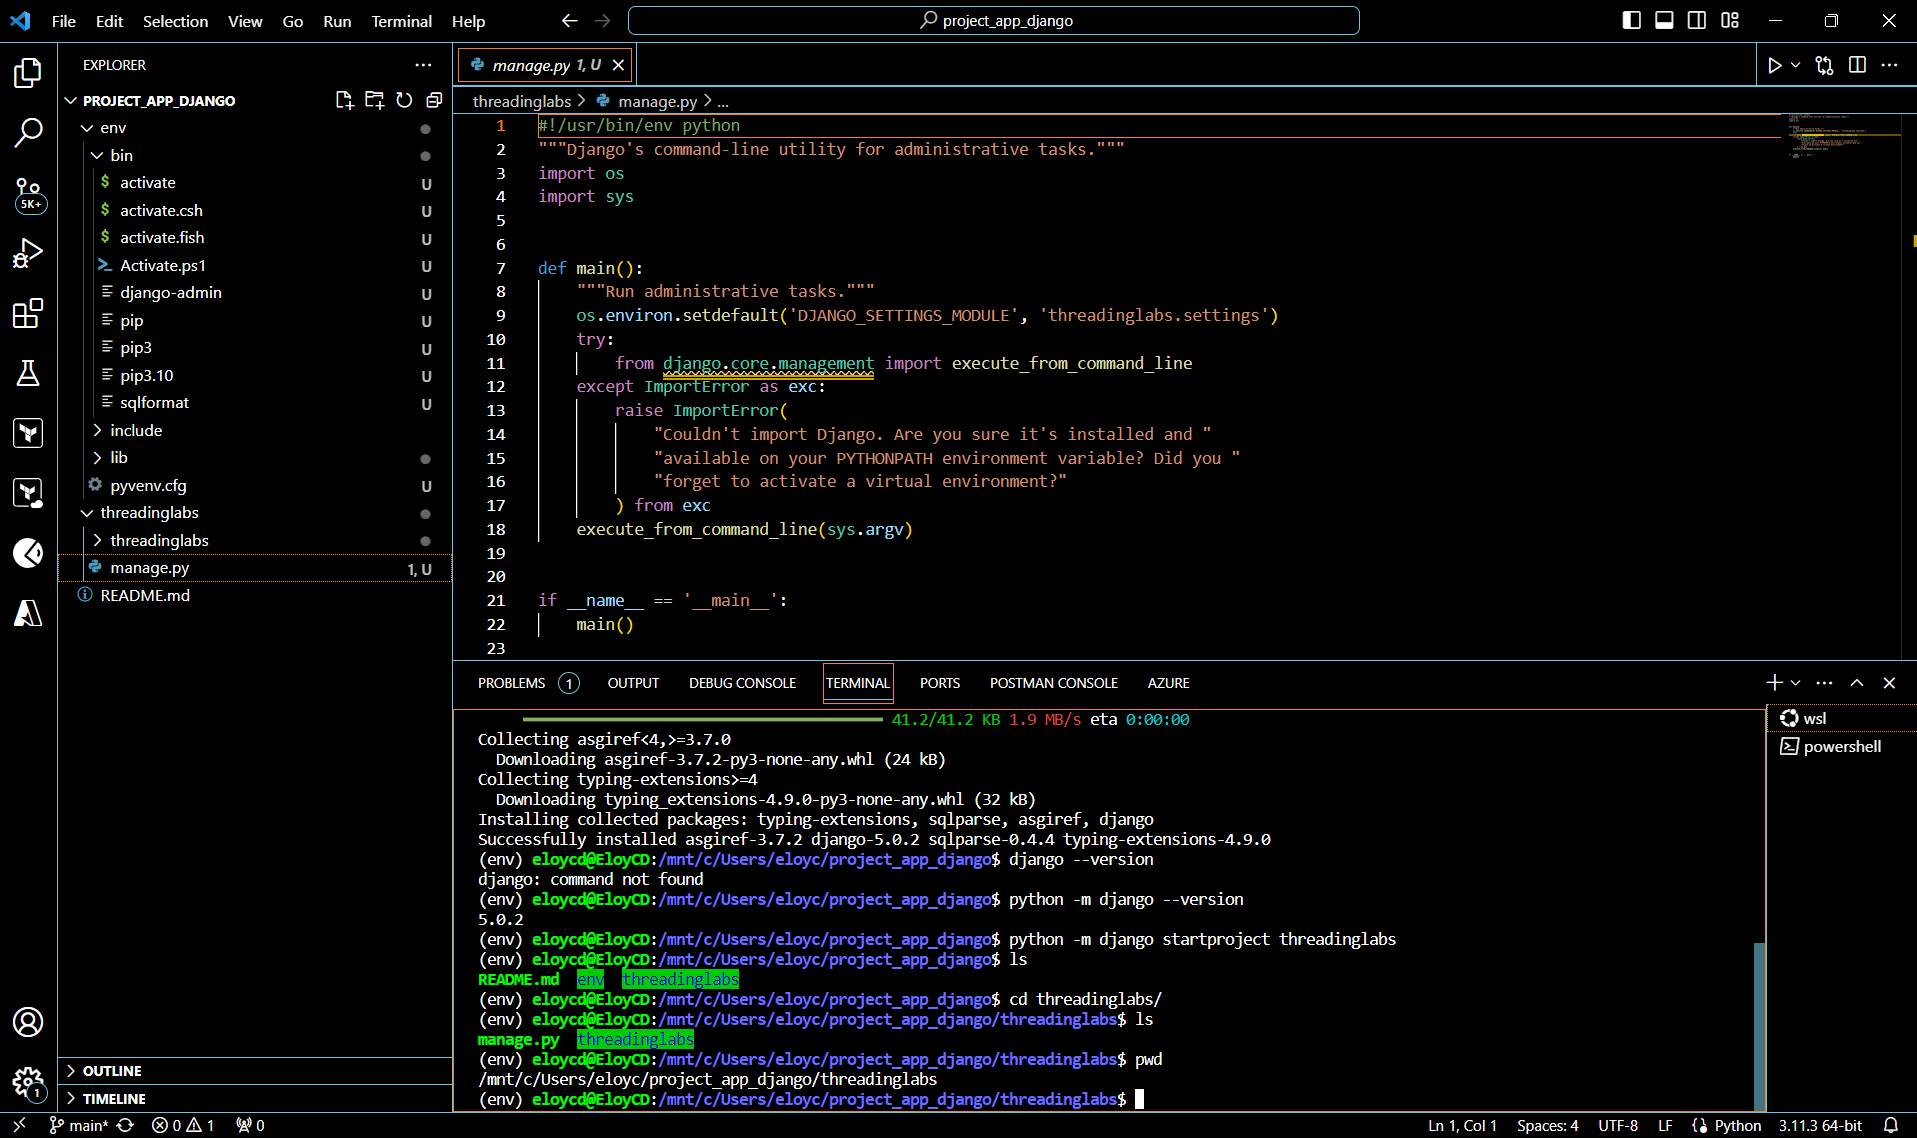 File Edit Selection View Go Run Terminal Help
project_app_django
EXPLORER
PROJECT_APP_DJANGO
env
bin
$ activate U
$ activate.csh U
$ activate.fish U
Activate.ps1 U
django-admin U
pip U
pip3 U
pip3.10 U
sqlformat U
include
lib
pyvenv.cfg U
threadinglabs
threadinglabs
manage.py 1, U
README.md
OUTLINE
TIMELINE
5K+
1
manage.py 1, U
threadinglabs > manage.py > ...
1 #!/usr/bin/env python
2 """Django's command-line utility for administrative tasks."""
3 import os
4 import sys
5
6
7 def main():
8 """Run administrative tasks."""
9 os.environ.setdefault('DJANGO_SETTINGS_MODULE', 'threadinglabs.settings')
10 try:
11 from django.core.management import execute_from_command_line
12 except ImportError as exc:
13 raise ImportError(
14 "Couldn't import Django. Are you sure it's installed and "
15 "available on your PYTHONPATH environment variable? Did you "
16 "forget to activate a virtual environment?"
17 ) from exc
18 execute_from_command_line(sys.argv)
19
20
21 if __name__ == '__main__':
22 main()
23
PROBLEMS 1 OUTPUT DEBUG CONSOLE TERMINAL PORTS POSTMAN CONSOLE AZURE
41.2/41.2 KB 1.9 MB/s eta 0:00:00
Collecting asgiref<4,>=3.7.0
Downloading asgiref-3.7.2-py3-none-any.whl (24 kB)
Collecting typing-extensions>=4
Downloading typing_extensions-4.9.0-py3-none-any.whl (32 kB)
Installing collected packages: typing-extensions, sqlparse, asgiref, django
Successfully installed asgiref-3.7.2 django-5.0.2 sqlparse-0.4.4 typing-extensions-4.9.0
(env) eloycd@EloyCD:/mnt/c/Users/eloyc/project_app_django$ django --version
django: command not found
(env) eloycd@EloyCD:/mnt/c/Users/eloyc/project_app_django$ python -m django --version
5.0.2
(env) eloycd@EloyCD:/mnt/c/Users/eloyc/project_app_django$ python -m django startproject threadinglabs
(env) eloycd@EloyCD:/mnt/c/Users/eloyc/project_app_django$ ls
README.md env threadinglabs
(env) eloycd@EloyCD:/mnt/c/Users/eloyc/project_app_django$ cd threadinglabs/
(env) eloycd@EloyCD:/mnt/c/Users/eloyc/project_app_django/threadinglabs$ ls
manage.py threadinglabs
(env) eloycd@EloyCD:/mnt/c/Users/eloyc/project_app_django/threadinglabs$ pwd
/mnt/c/Users/eloyc/project_app_django/threadinglabs
(env) eloycd@EloyCD:/mnt/c/Users/eloyc/project_app_django/threadinglabs$
wsl
powershell
main* 0 1 0
Ln 1, Col 1 Spaces: 4 UTF-8 LF Python 3.11.3 64-bit